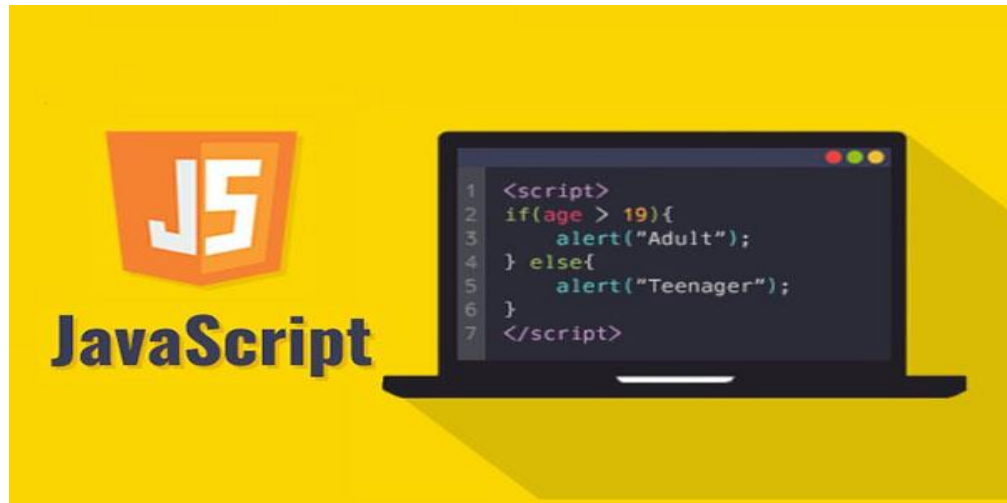 JS
JavaScript
1 <script>
2 if(age > 19){
3     alert("Adult");
4 } else{
5     alert("Teenager");
6 }
7 </script>